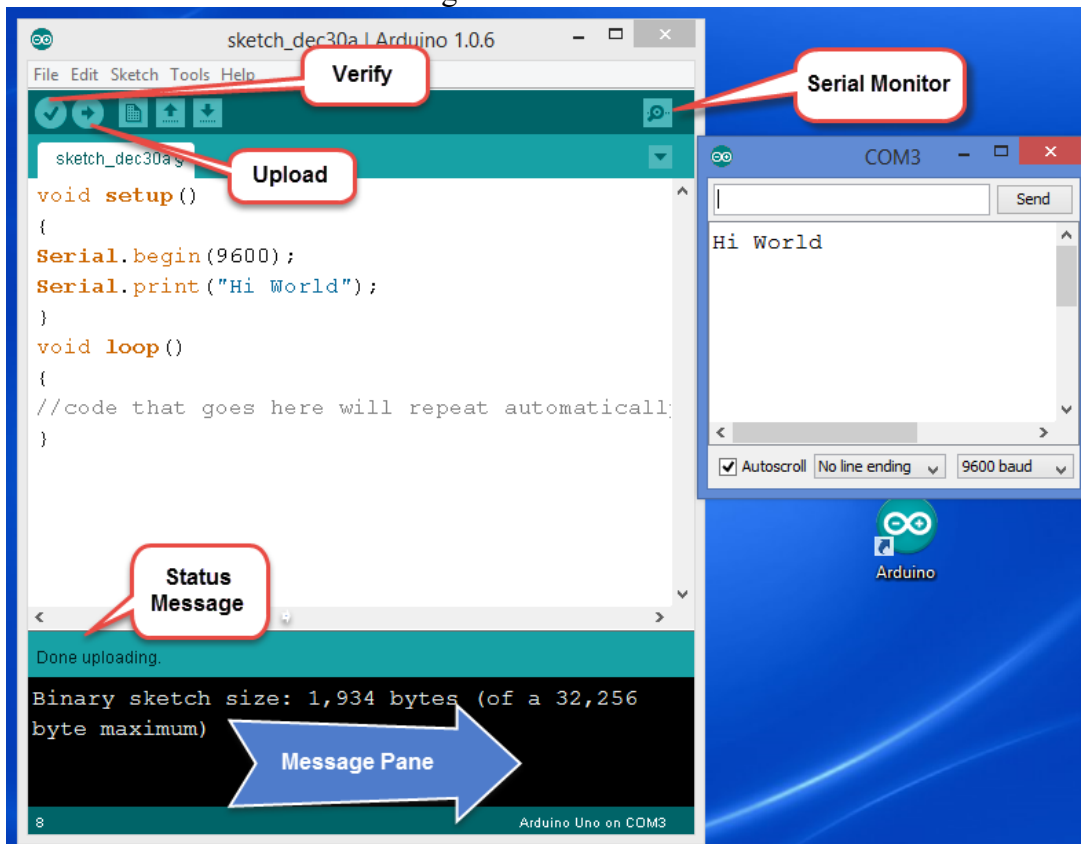 sketch_dec30a | Arduino 1.0.6
File Edit Sketch Tools Help
Verify
Serial Monitor
sketch_dec30a §
Upload
void setup()
{
Serial.begin(9600);
Serial.print("Hi World");
}
void loop()
{
//code that goes here will repeat automatically
}
COM3
Send
Hi World
Autoscroll
No line ending
9600 baud
Arduino
Status
Message
Done uploading.
Binary sketch size: 1,934 bytes (of a 32,256
byte maximum)
Message Pane
8
Arduino Uno on COM3